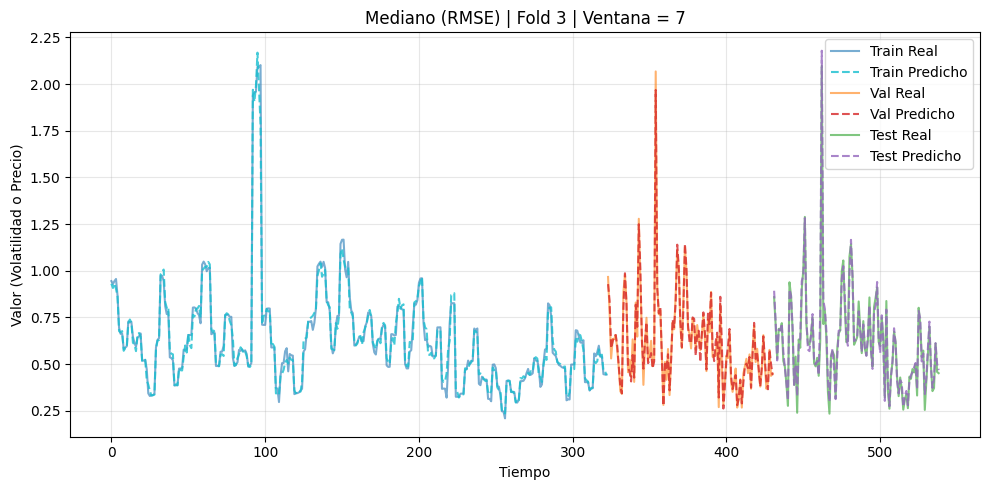 Mediano (RMSE) | Fold 3 | Ventana = 7
Valor (Volatilidad o Precio)
2.25
2.00
1.75
1.50
1.25
1.00
0.75
0.50
0.25
Train Real
Train Predicho
Val Real
Val Predicho
Test Real
Test Predicho
0 100 200 300 400 500
Tiempo